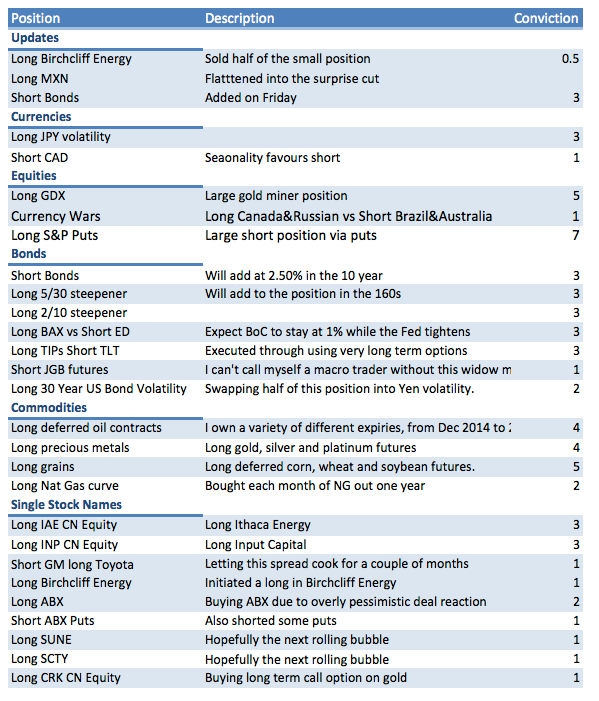 Position Description Conviction
Updates
Long Birchcliff Energy Sold half of the small position 0.5
Long MXN Flatttened into the surprise cut
Short Bonds Added on Friday 3
Currencies
Long JPY volatility 3
Short CAD Seaonality favours short 1
Equities
Long GDX Large gold miner position 5
Currency Wars Long Canada&Russian vs Short Brazil&Australia 1
Long S&P Puts Large short position via puts 7
Bonds
Short Bonds Will add at 2.50% in the 10 year 3
Long 5/30 steepener Will add to the position in the 160s 3
Long 2/10 steepener 3
Long BAX vs Short ED Expect BoC to stay at 1% while the Fed tightens 3
Long TIPs Short TLT Executed through using very long term options 3
Short JGB futures I can't call myself a macro trader without this widow m 1
Long 30 Year US Bond Volatility Swapping half of this position into Yen volatility. 2
Commodities
Long deferred oil contracts I own a variety of different expiries, from Dec 2014 to 2 4
Long precious metals Long gold, silver and platinum futures 4
Long grains Long deferred corn, wheat and soybean futures. 5
Long Nat Gas curve Bought each month of NG out one year 2
Single Stock Names
Long IAE CN Equity Long Ithaca Energy 3
Long INP CN Equity Long Input Capital 3
Short GM long Toyota Letting this spread cook for a couple of months 1
Long Birchcliff Energy Initiated a long in Birchcliff Energy 1
Long ABX Buying ABX due to overly pessimistic deal reaction 2
Short ABX Puts Also shorted some puts 1
Long SUNE Hopefully the next rolling bubble 1
Long SCTY Hopefully the next rolling bubble 1
Long CRK CN Equity Buying long term call option on gold 1